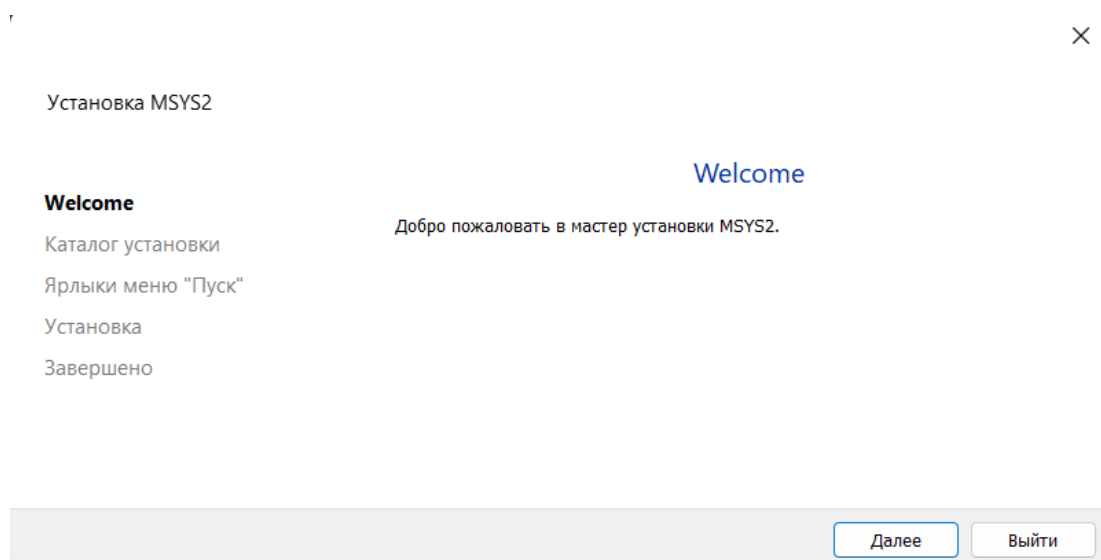 Установка MSYS2
Welcome
Каталог установки
Ярлыки меню "Пуск"
Установка
Завершено
Welcome
Добро пожаловать в мастер установки MSYS2.
Далее
Выйти